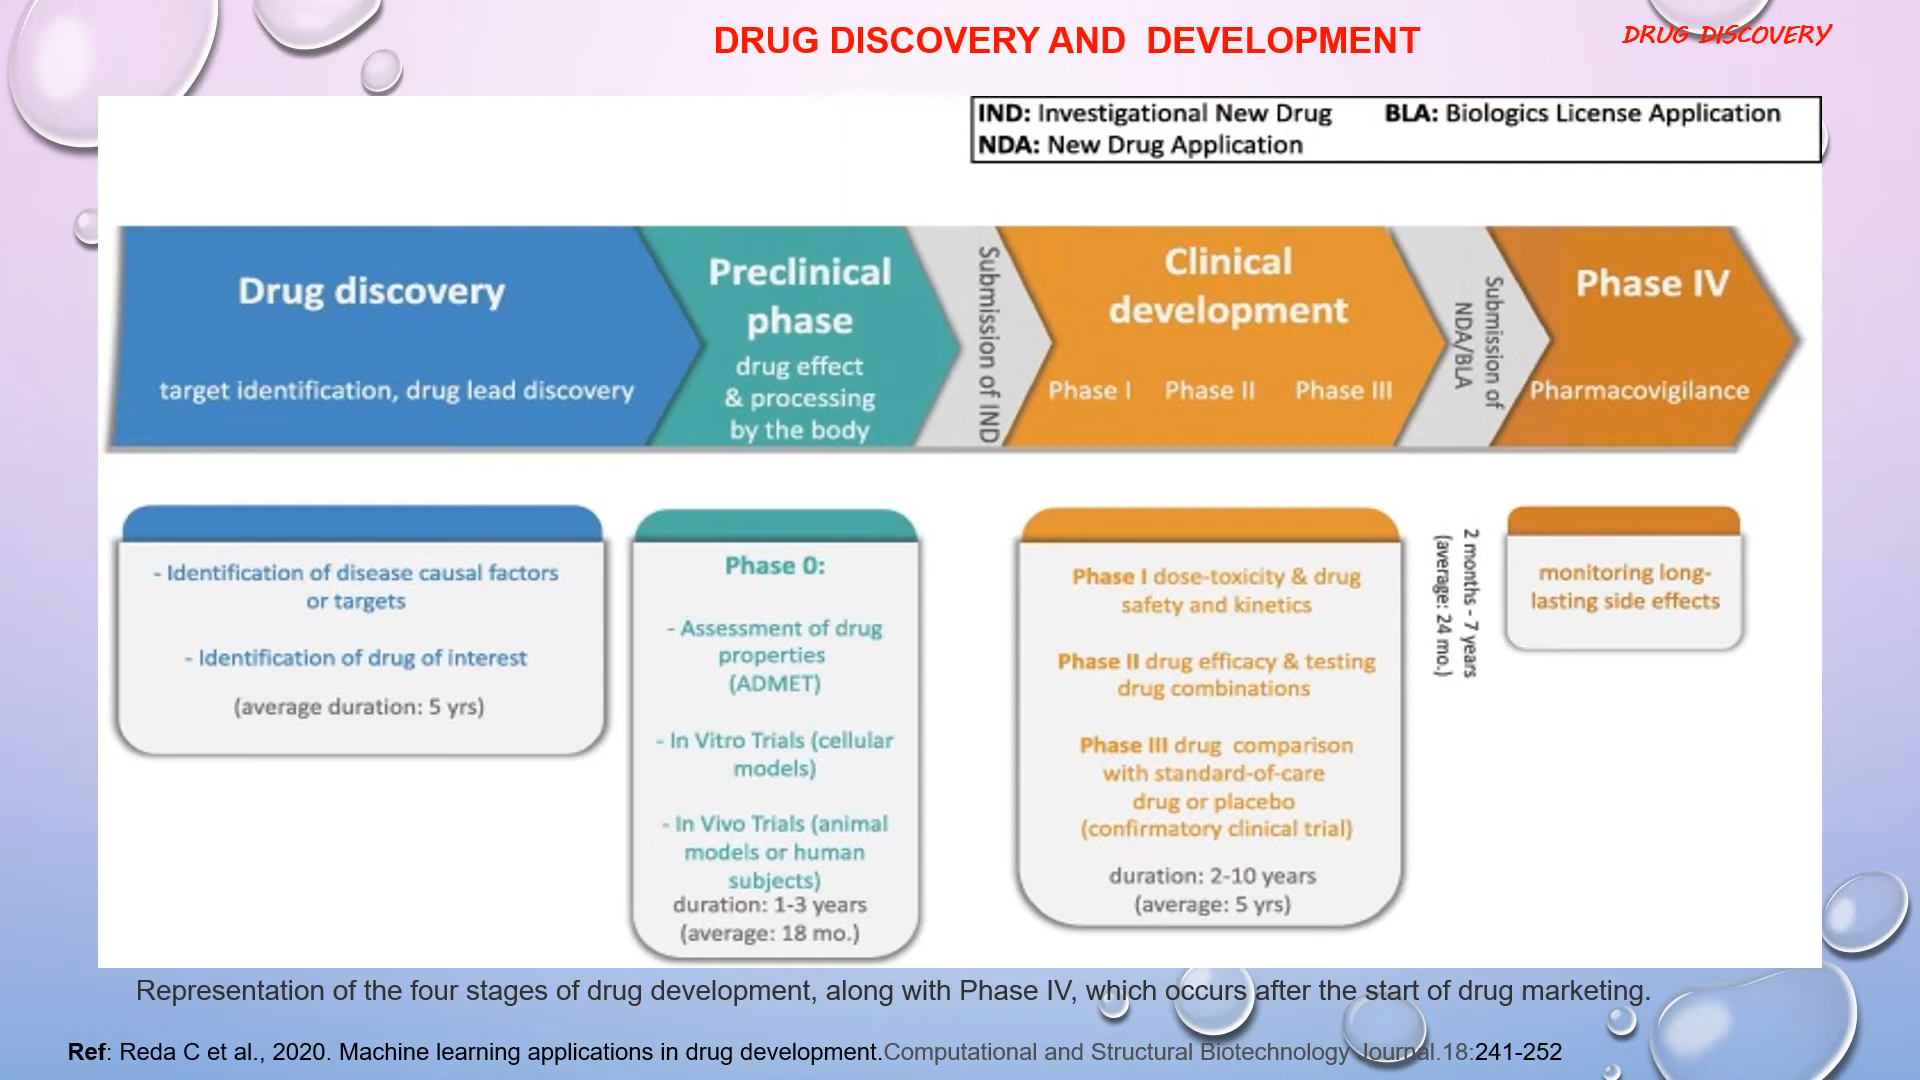 DRUG DISCOVERY AND DEVELOPMENT
DRUG DISCOVERY
IND: Investigational New Drug BLA: Biologics License Application
NDA: New Drug Application
Drug discovery
target identification, drug lead discovery
Preclinical
phase
drug effect
& processing
by the body
Submission of IND
Clinical
development
Phase I Phase II Phase III
Submission of
NDA/BLA
Phase IV
Pharmacovigilance
- Identification of disease causal factors
or targets
- Identification of drug of interest
(average duration: 5 yrs)
Phase 0:
- Assessment of drug
properties
(ADMET)
- In Vitro Trials (cellular
models)
- In Vivo Trials (animal
models or human
subjects)
duration: 1-3 years
(average: 18 mo.)
Phase I dose-toxicity & drug
safety and kinetics
Phase II drug efficacy & testing
drug combinations
Phase III drug comparison
with standard-of-care
drug or placebo
(confirmatory clinical trial)
duration: 2-10 years
(average: 5 yrs)
2 months - 7 years
(average: 24 mo.)
monitoring long-
lasting side effects
Representation of the four stages of drug development, along with Phase IV, which occurs after the start of drug marketing.
Ref: Reda C et al., 2020. Machine learning applications in drug development.Computational and Structural Biotechnology Journal.18:241-252